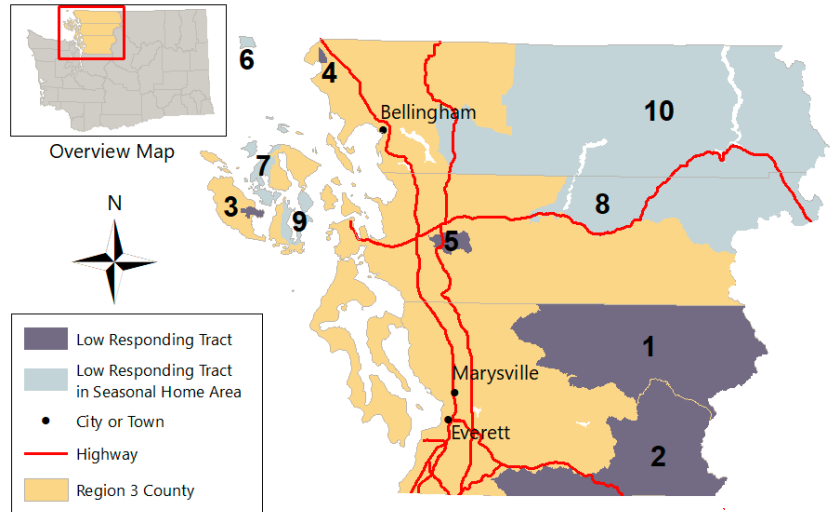 6
4
10
Bellingham
Overview Map
7
N
3
9
8
5
1
Marysville
Everett
2
Low Responding Tract
Low Responding Tract
in Seasonal Home Area
City or Town
Highway
Region 3 County